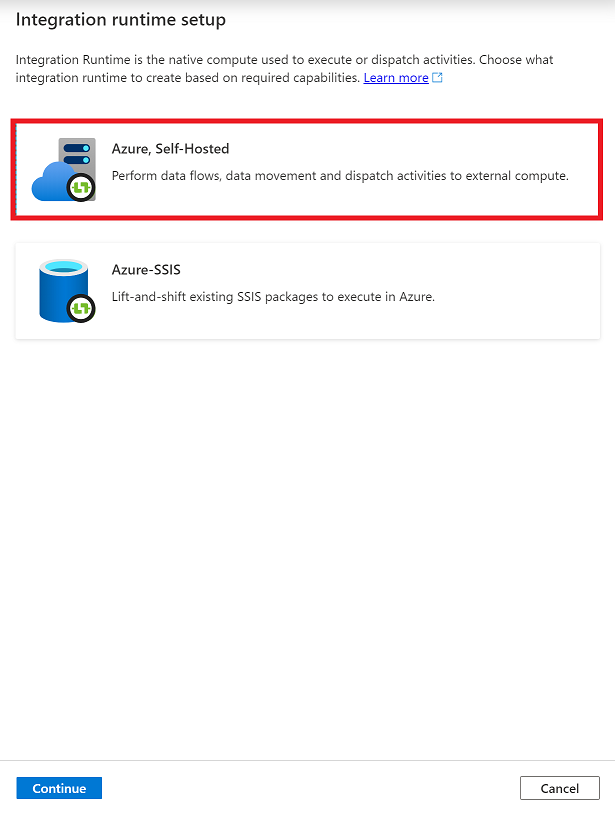 Integration runtime setup
Integration Runtime is the native compute used to execute or dispatch activities. Choose what
integration runtime to create based on required capabilities. Learn more
Azure, Self-Hosted
Perform data flows, data movement and dispatch activities to external compute.
Azure-SSIS
Lift-and-shift existing SSIS packages to execute in Azure.
Continue
Cancel